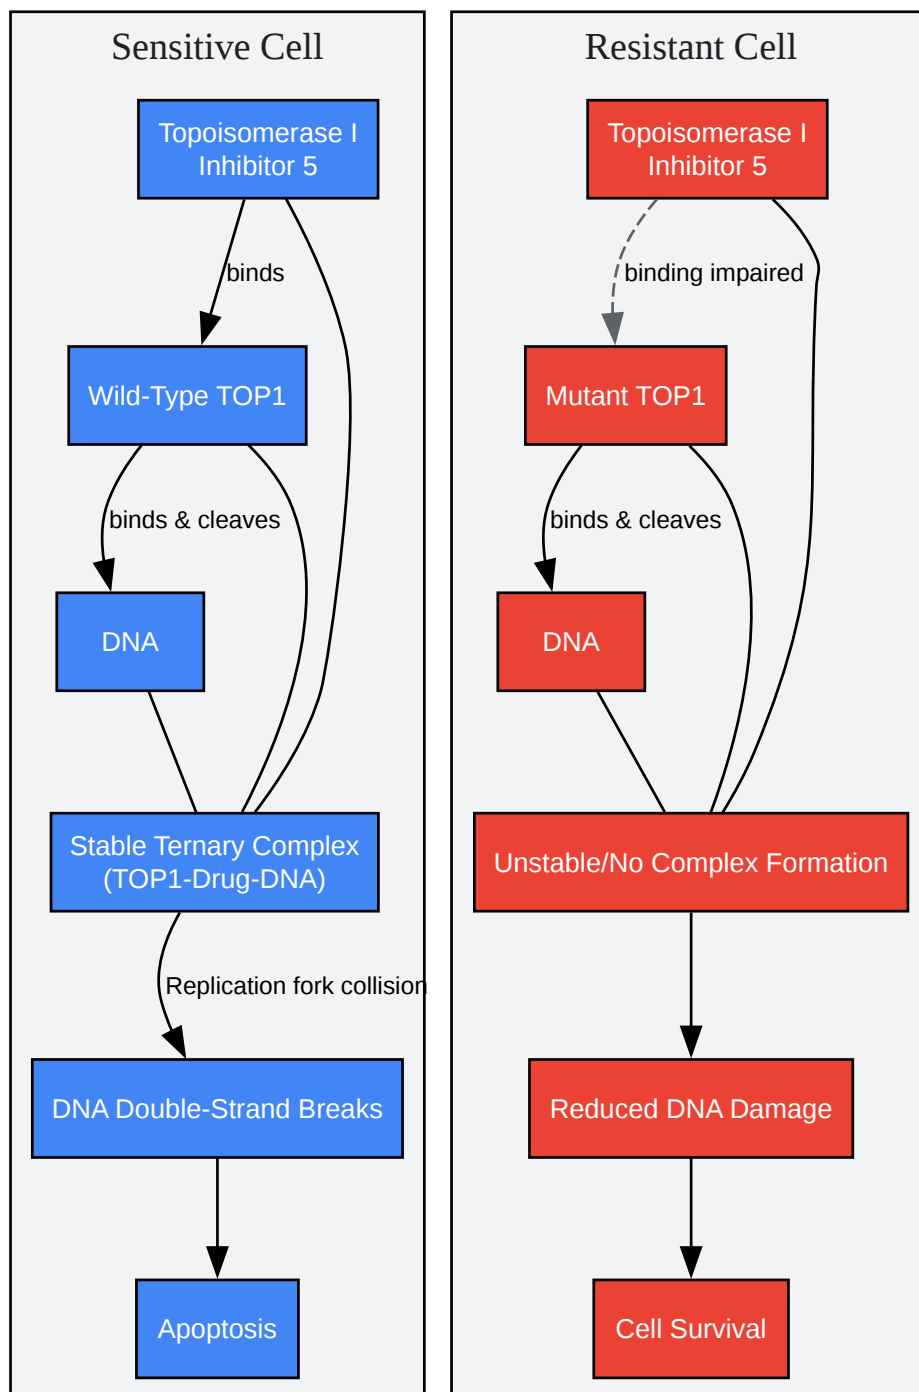 Sensitive Cell
Topoisomerase I
Inhibitor 5
binds
Wild-Type TOP1
binds & cleaves
DNA
Stable Ternary Complex
(TOP1-Drug-DNA)
Replication fork collision
DNA Double-Strand Breaks
Apoptosis
Resistant Cell
Topoisomerase I
Inhibitor 5
binding impaired
Mutant TOP1
binds & cleaves
DNA
Unstable/No Complex Formation
Reduced DNA Damage
Cell Survival